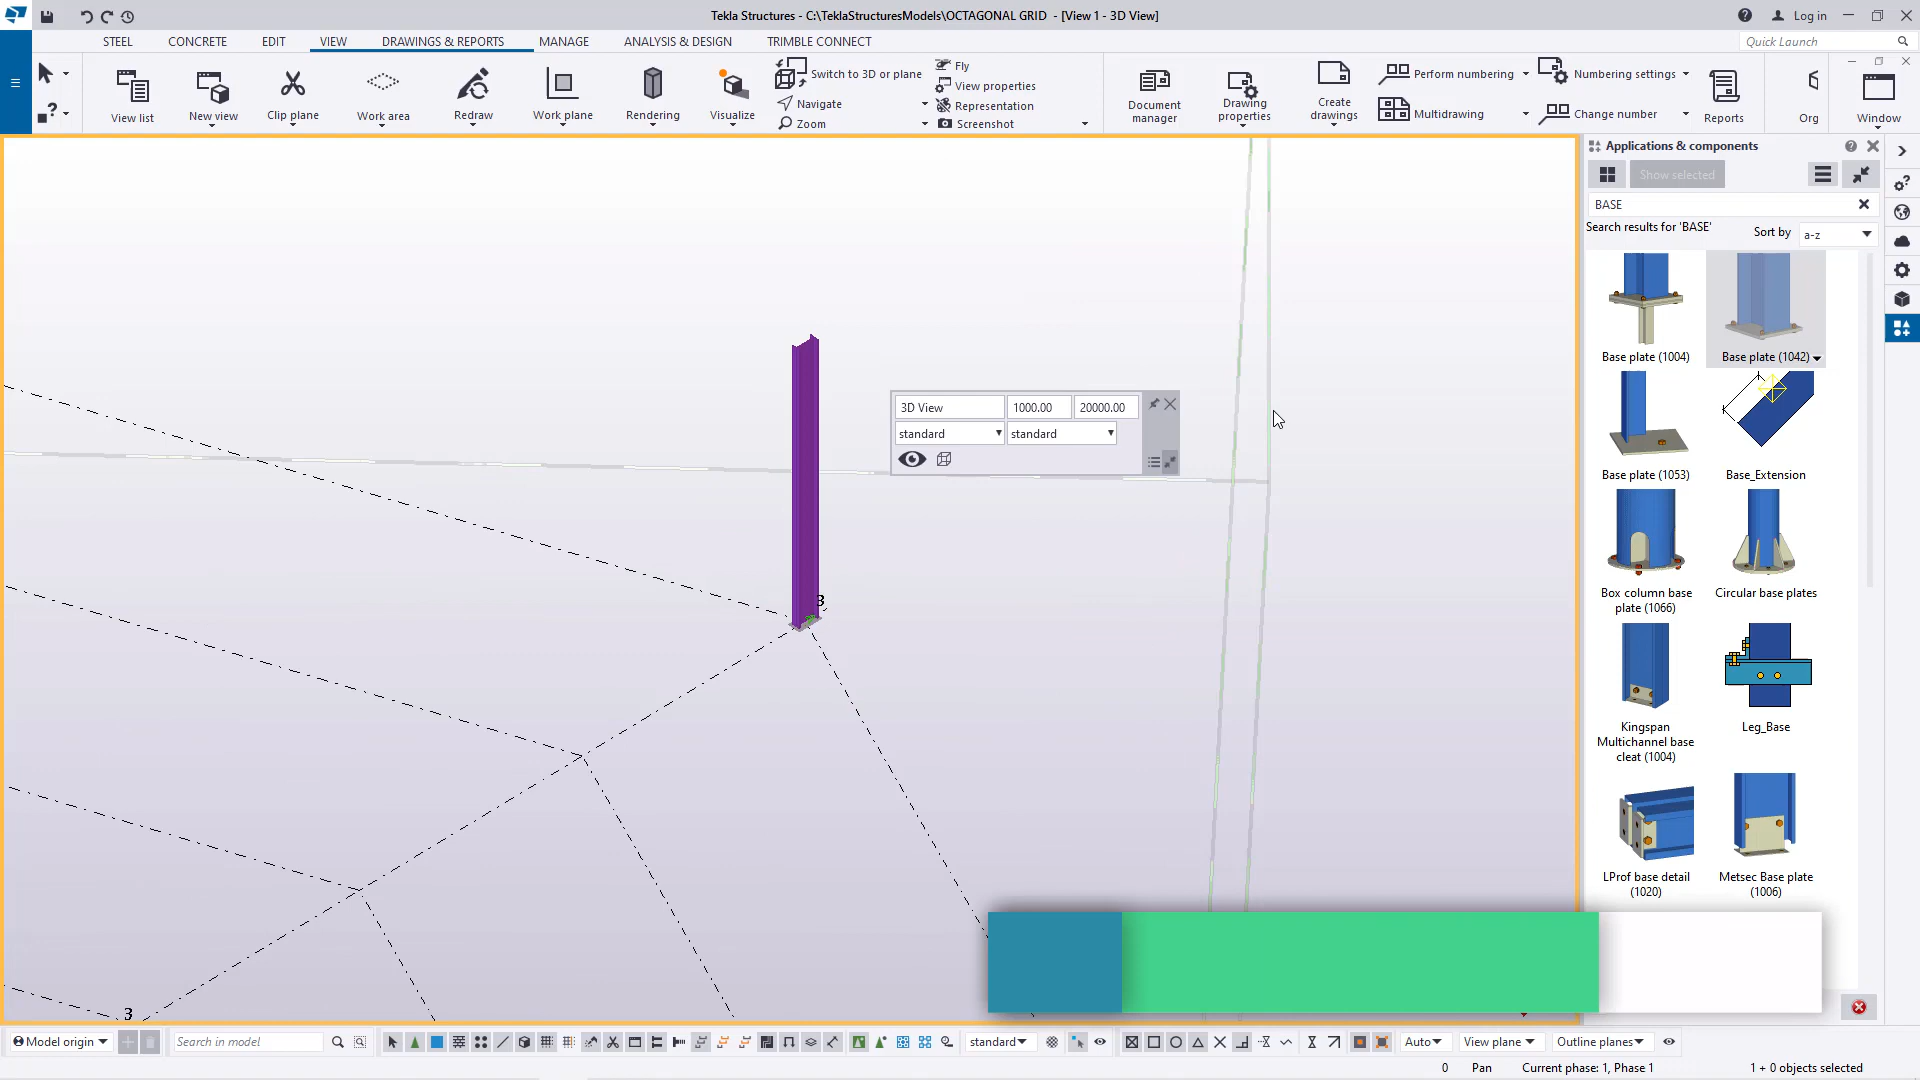 Tekla Structures - C:\TeklaStructuresModels\OCTAGONAL GRID - [View 1 - 3D View]
Log in
STEEL
CONCRETE
EDIT
VIEW
DRAWINGS & REPORTS
MANAGE
ANALYSIS & DESIGN
TRIMBLE CONNECT
Quick Launch
View list
New view
Clip plane
Work area
Redraw
Work plane
Rendering
Visualize
Switch to 3D or plane
Navigate
Zoom
Fly
View properties
Representation
Screenshot
Document manager
Drawing properties
Create drawings
Perform numbering
Multidrawing
Numbering settings
Change number
Reports
Org
Window
Applications & components
Show selected
BASE
Search results for 'BASE'
Sort by
a-z
Base plate (1004)
Base plate (1042)
Base plate (1053)
Base_Extension
Box column base plate (1066)
Circular base plates
Kingspan Multichannel base cleat (1004)
Leg_Base
LProf base detail (1020)
Metsec Base plate (1006)
3D View
1000.00
20000.00
standard
standard
3
3
Model origin
Search in model
standard
Auto
View plane
Outline planes
0
Pan
Current phase: 1, Phase 1
1 + 0 objects selected